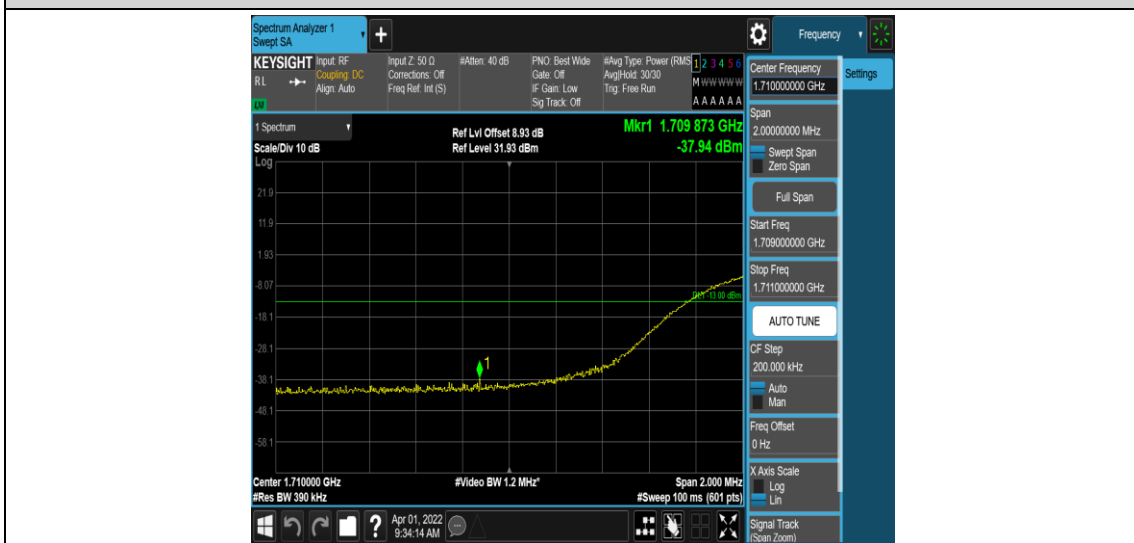 Spectrum Analyzer 1
Swept SA
+
Frequency
KEYSIGHT
RL
LXI
Input: RF
Coupling: DC
Align: Auto
Input Z: 50 Ω
Corrections: Off
Freq Ref: Int (S)
#Atten: 40 dB
PNO: Best Wide
Gate: Off
IF Gain: Low
Sig Track: Off
#Avg Type: Power (RMS
Avg|Hold: 30/30
Trig: Free Run
1 2 3 4 5 6
M W W W W W
A A A A A A
1 Spectrum
Scale/Div 10 dB
Log
Ref Lvl Offset 8.93 dB
Ref Level 31.93 dBm
Mkr1 1.709 873 GHz
-37.94 dBm
21.9
11.9
1.93
-8.07
-18.1
-28.1
-38.1
-48.1
-58.1
1
DL1 -13.00 dBm
Center 1.710000 GHz
#Res BW 390 kHz
#Video BW 1.2 MHz*
Span 2.000 MHz
#Sweep 100 ms (601 pts)
?
Apr 01, 2022
9:34:14 AM
Center Frequency
1.710000000 GHz
Settings
Span
2.00000000 MHz
Swept Span
Zero Span
Full Span
Start Freq
1.709000000 GHz
Stop Freq
1.711000000 GHz
AUTO TUNE
CF Step
200.000 kHz
Auto
Man
Freq Offset
0 Hz
X Axis Scale
Log
Lin
Signal Track
(Span Zoom)